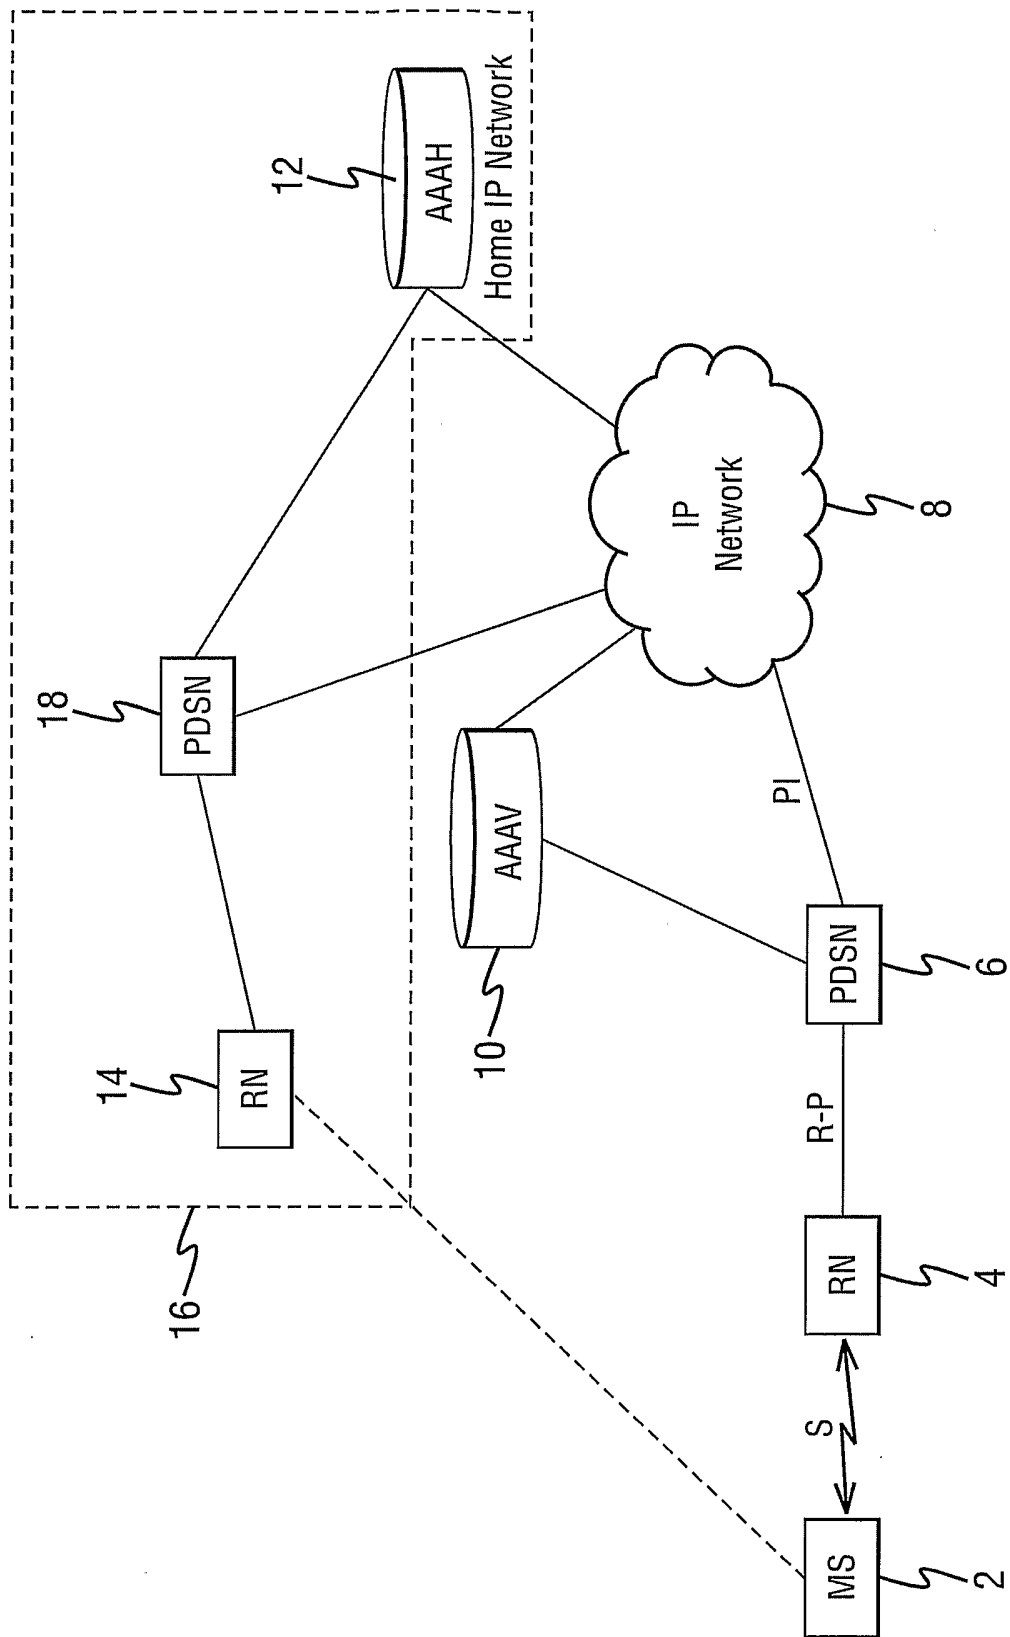 16
14
RN
18
PDSN
12
AAAH
Home IP Network
10
AAAV
IP
Network
8
MS
2
S
RN
4
R-P
PDSN
6
PI